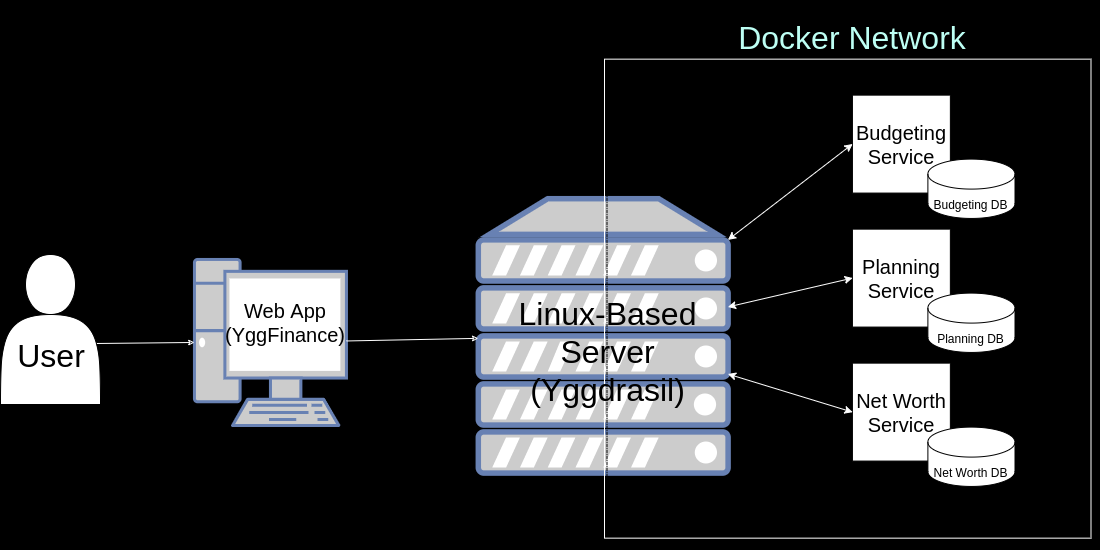 Docker Network
Budgeting
Service
Budgeting DB
Planning
Service
Planning DB
Net Worth
Service
Net Worth DB
Linux-Based
Server
(Yggdrasil)
Web App
(YggFinance)
User